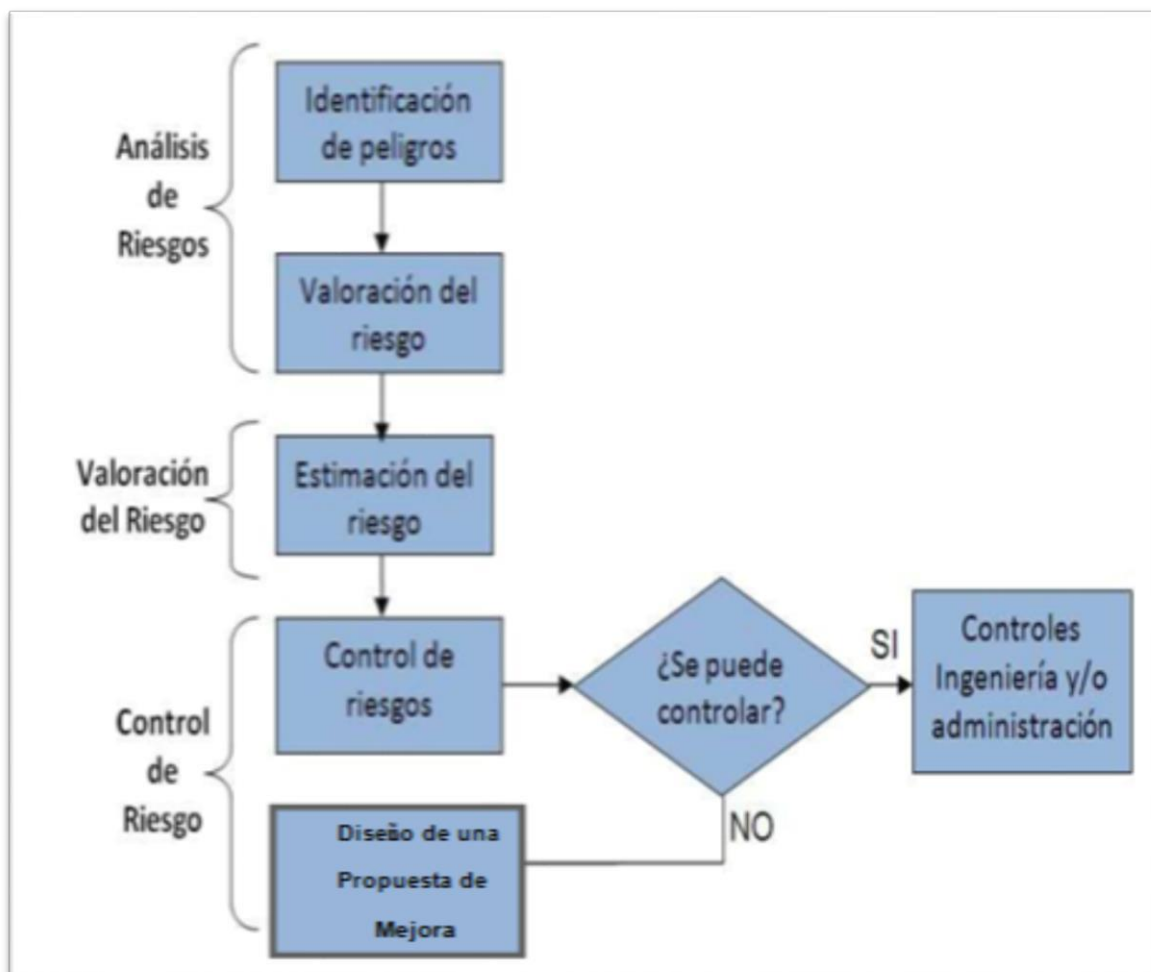 Análisis
de
Riesgos
Identificación
de peligros
Valoración del
riesgo
Valoración
del Riesgo
Estimación del
riesgo
Control
de
Riesgo
Control de
riesgos
¿Se puede
controlar?
SI
Controles
Ingeniería y/o
administración
NO
Diseño de una
Propuesta de
Mejora